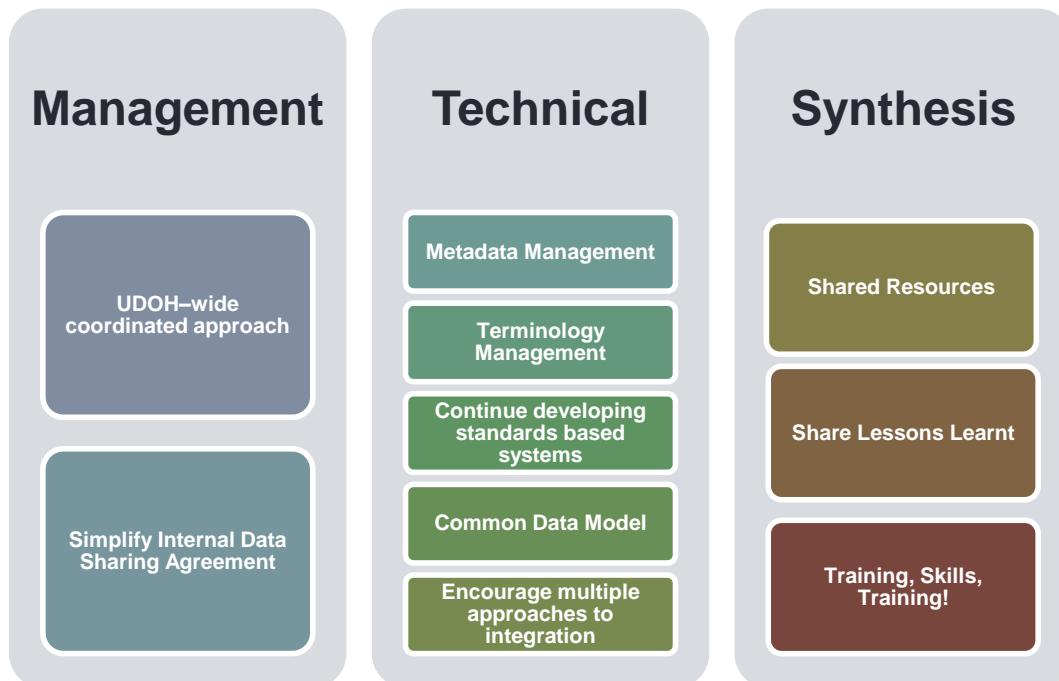 Management
UDOH–wide
coordinated approach
Simplify Internal Data
Sharing Agreement
Technical
Metadata Management
Terminology
Management
Continue developing
standards based
systems
Common Data Model
Encourage multiple
approaches to
integration
Synthesis
Shared Resources
Share Lessons Learnt
Training, Skills,
Training!